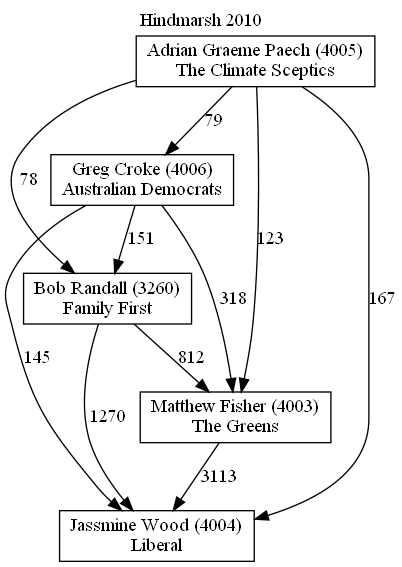 Hindmarsh 2010
Adrian Graeme Paech (4005)
The Climate Sceptics
79
Greg Croke (4006)
Australian Democrats
78
151
123
Bob Randall (3260)
Family First
318
167
145
812
1270
Matthew Fisher (4003)
The Greens
3113
Jassmine Wood (4004)
Liberal